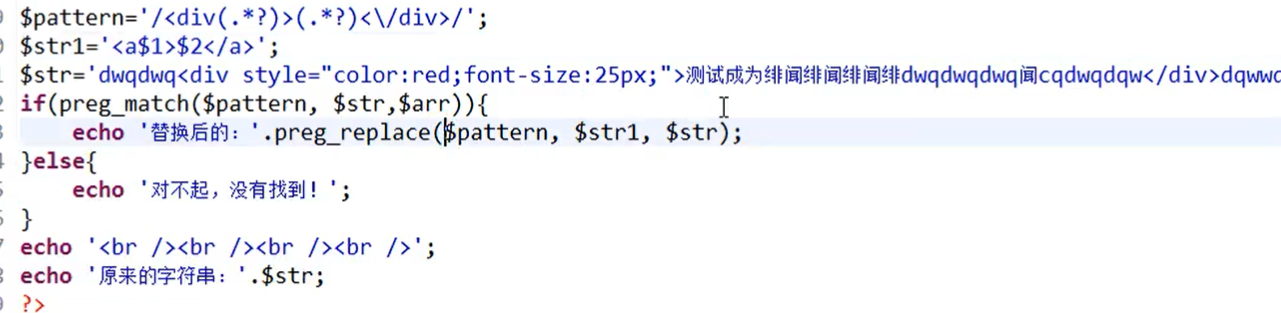 $pattern='/<div(.*?)>(.*?)<\/div>/';
$str1='<a$1>$2</a>';
$str='dwqdwq<div style="color:red;font-size:25px;">测试成为绯闻绯闻绯闻绯dwqdwqdwq闻cqdwqdqw</div>dqwwd
if(preg_match($pattern, $str,$arr)){
echo '替换后的：'.preg_replace($pattern, $str1, $str);
}else{
echo '对不起，没有找到！';
}
echo '<br /><br /><br /><br />';
echo '原来的字符串：'.$str;
?>